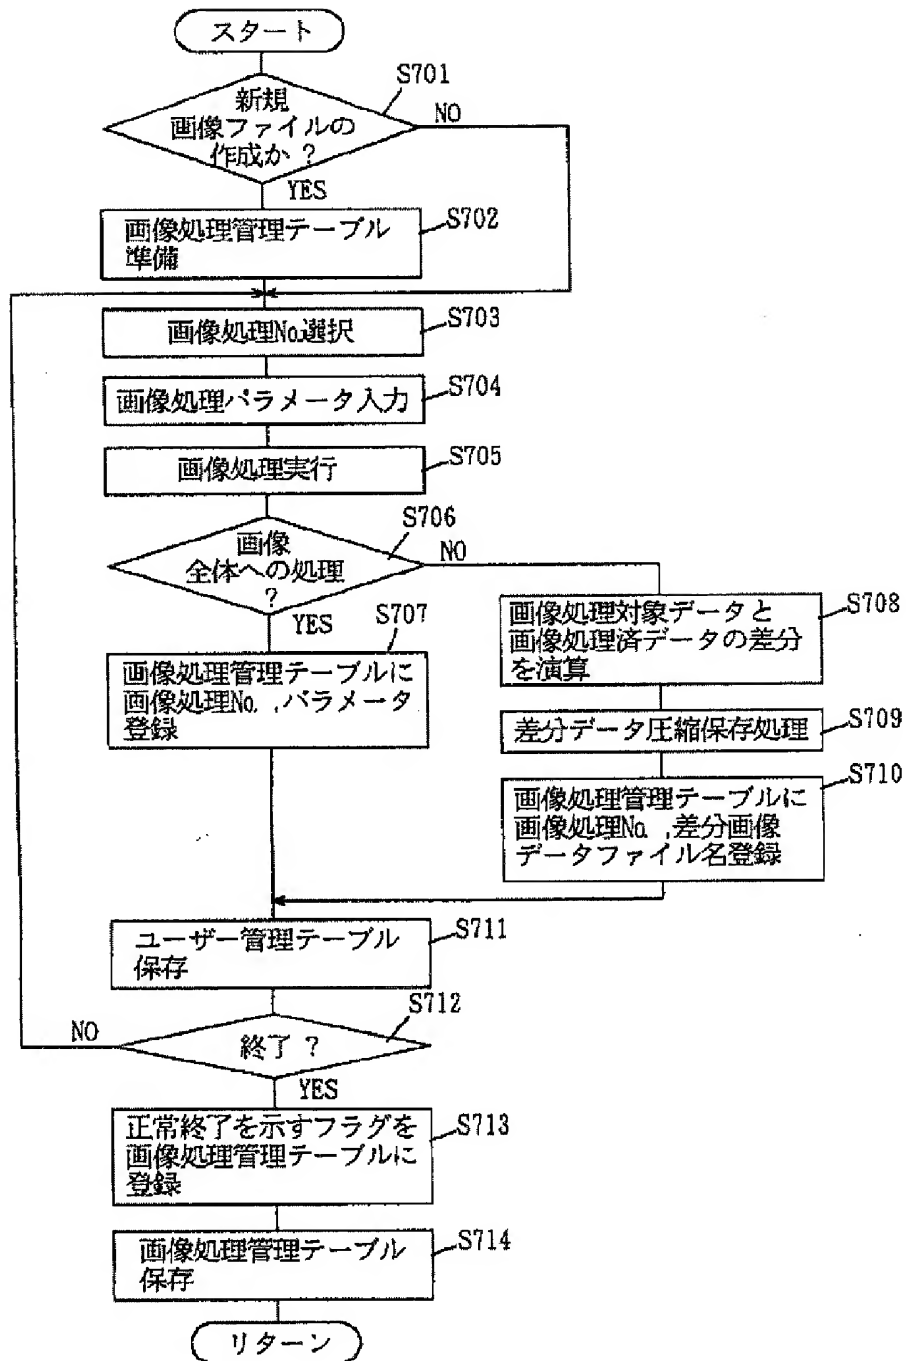 スタート
S701
新規
画像ファイルの
作成か ?
NO
YES
S702
画像処理管理テーブル
準備
S703
画像処理No.選択
S704
画像処理パラメータ入力
S705
画像処理実行
S706
画像
全体への処理
?
NO
YES
S707
画像処理管理テーブルに
画像処理No. ,パラメータ
登録
S708
画像処理対象データと
画像処理済データの差分
を演算
S709
差分データ圧縮保存処理
S710
画像処理管理テーブルに
画像処理No. ,差分画像
データファイル名登録
S711
ユーザー管理テーブル
保存
S712
NO
終了 ?
YES
S713
正常終了を示すフラグを
画像処理管理テーブルに
登録
S714
画像処理管理テーブル
保存
リターン